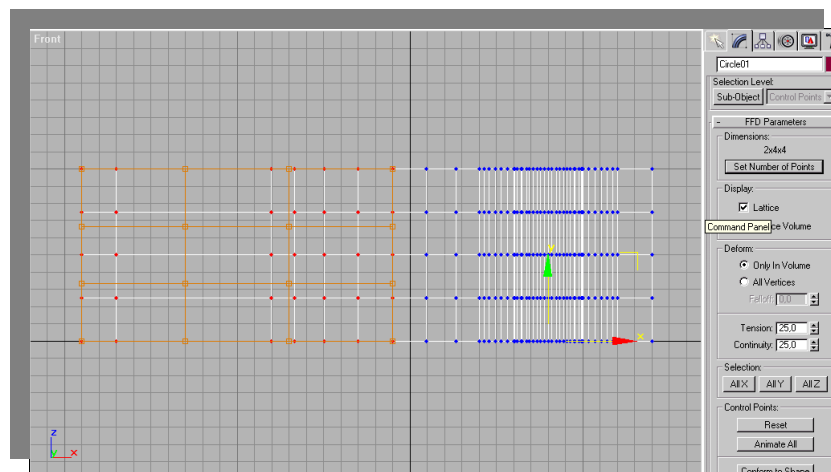 Front
Circle01
Selection Level:
Sub-Object Control Points
- FFD Parameters
Dimensions:
2x4x4
Set Number of Points
Display:
Lattice
Command Panel ce Volume
Deform:
Only In Volume
All Vertices
Falloff: 0,0
Tension: 25,0
Continuity: 25,0
Selection:
All X All Y All Z
Control Points:
Reset
Animate All
Conform to Shape
y
x
z
y x